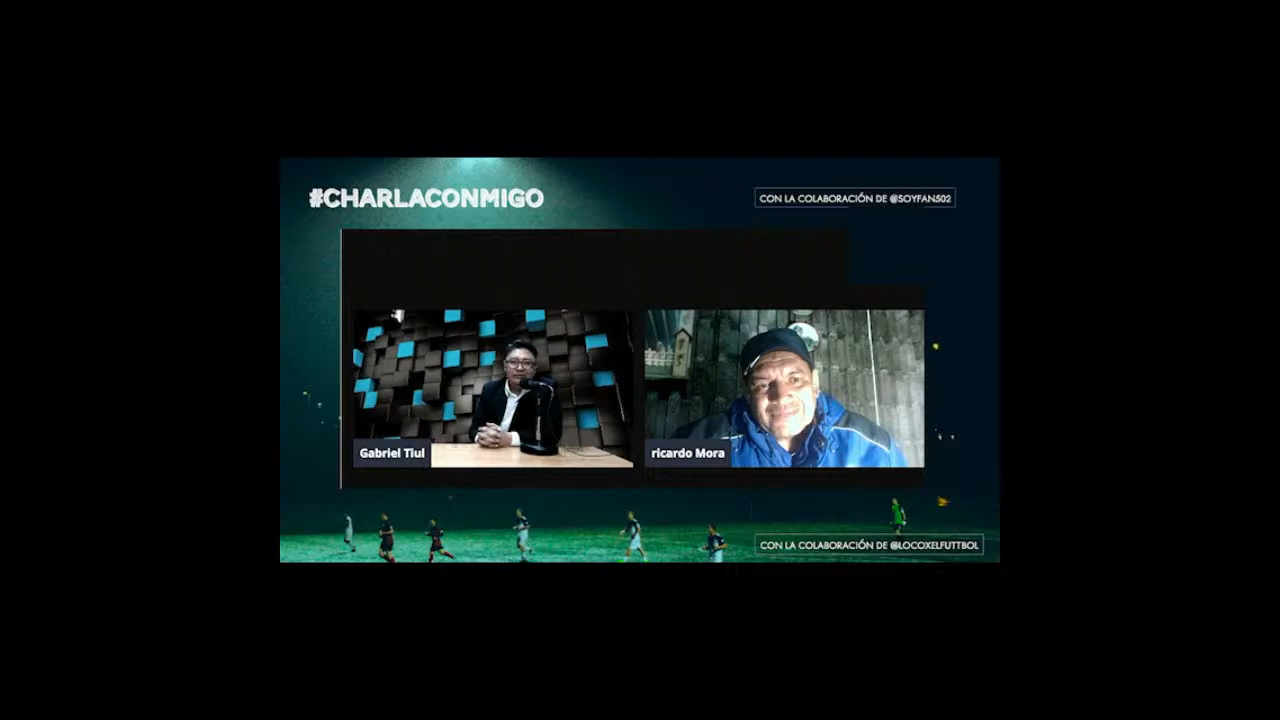 #CHARLACONMIGO
CON LA COLABORACIÓN DE @SOYFAN502
Gabriel Tiul
ricardo Mora
CON LA COLABORACIÓN DE @LOCOXELFUTTBOL